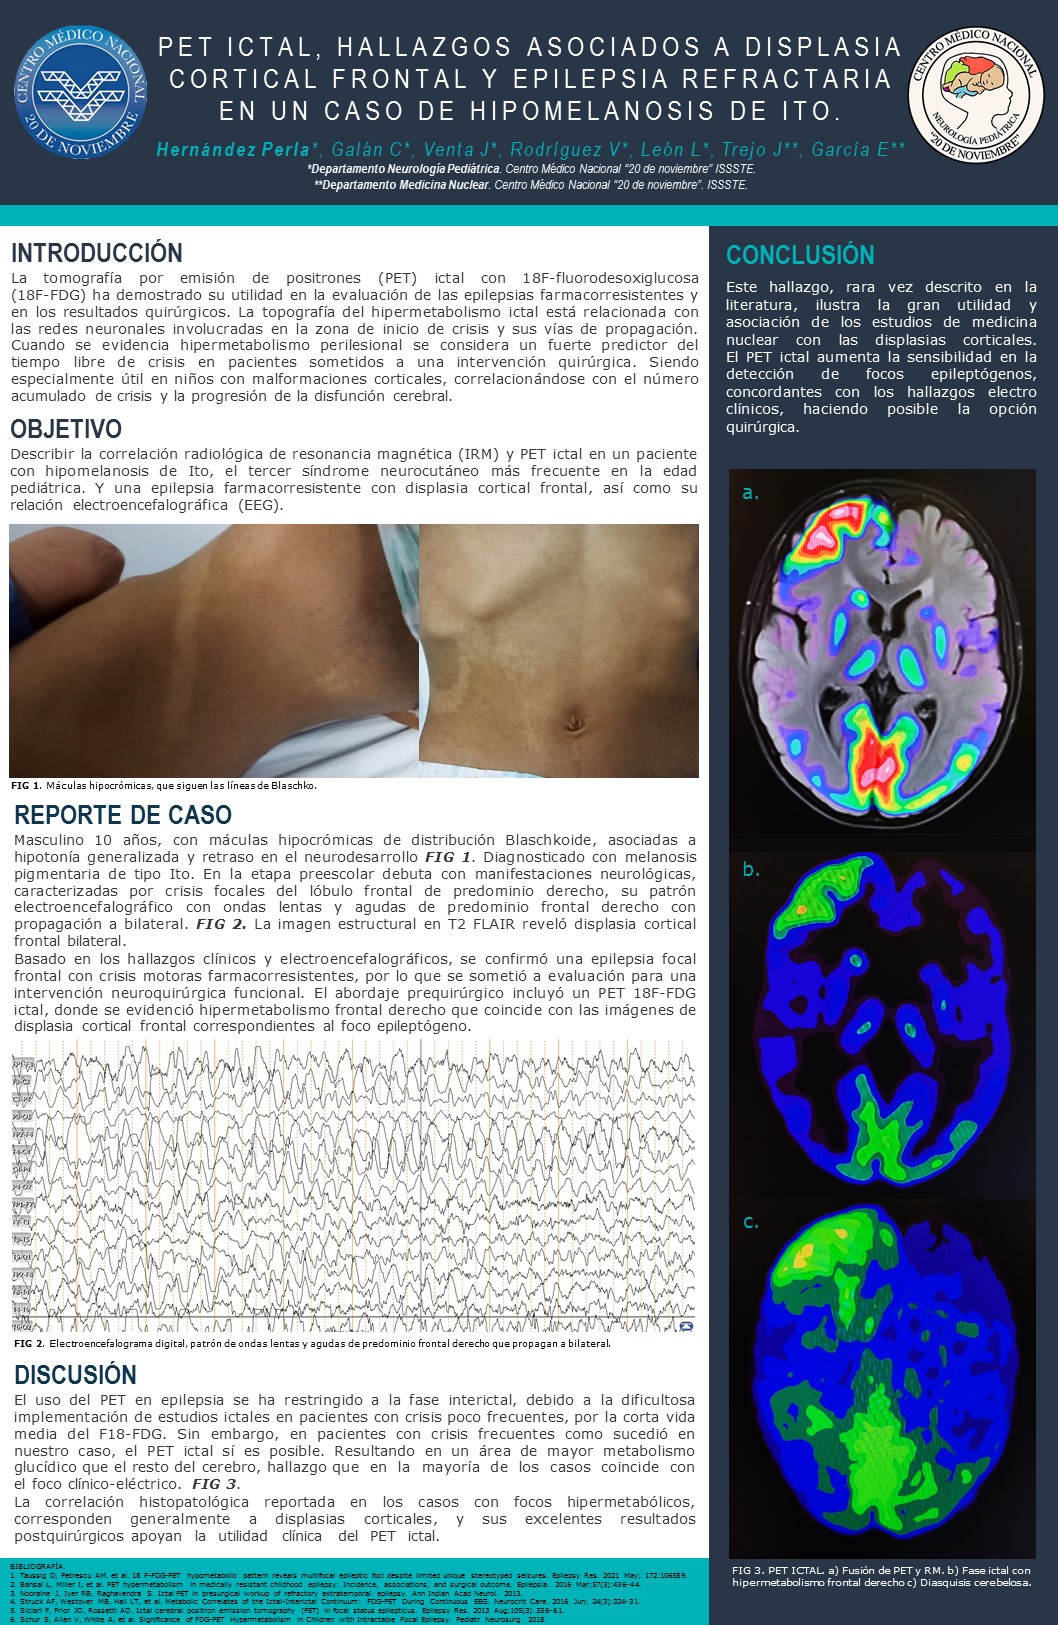 CENTRO MÉDICO NACIONAL
20 DE NOVIEMBRE
PET ICTAL, HALLAZGOS ASOCIADOS A DISPLASIA
CORTICAL FRONTAL Y EPILEPSIA REFRACTARIA
EN UN CASO DE HIPOMELANOSIS DE ITO.
Hernández Perla*, Galán C*, Venta J*, Rodríguez V*, León L*, Trejo J**, García E**
*Departamento Neurología Pediátrica. Centro Médico Nacional “20 de noviembre” ISSSTE.
**Departamento Medicina Nuclear. Centro Médico Nacional “20 de noviembre”. ISSSTE.
CENTRO MÉDICO NACIONAL
NEUROLOGÍA PEDIÁTRICA
“20 DE NOVIEMBRE”
INTRODUCCIÓN
La tomografía por emisión de positrones (PET) ictal con 18F-fluorodesoxiglucosa
(18F-FDG) ha demostrado su utilidad en la evaluación de las epilepsias farmacorresistentes y
en los resultados quirúrgicos. La topografía del hipermetabolismo ictal está relacionada con
las redes neuronales involucradas en la zona de inicio de crisis y sus vías de propagación.
Cuando se evidencia hipermetabolismo perilesional se considera un fuerte predictor del
tiempo libre de crisis en pacientes sometidos a una intervención quirúrgica. Siendo
especialmente útil en niños con malformaciones corticales, correlacionándose con el número
acumulado de crisis y la progresión de la disfunción cerebral.
OBJETIVO
Describir la correlación radiológica de resonancia magnética (IRM) y PET ictal en un paciente
con hipomelanosis de Ito, el tercer síndrome neurocutáneo más frecuente en la edad
pediátrica. Y una epilepsia farmacorresistente con displasia cortical frontal, así como su
relación electroencefalográfica (EEG).
FIG 1. Máculas hipocrómicas, que siguen las líneas de Blaschko.
REPORTE DE CASO
Masculino 10 años, con máculas hipocrómicas de distribución Blaschkoide, asociadas a
hipotonía generalizada y retraso en el neurodesarrollo FIG 1. Diagnosticado con melanosis
pigmentaria de tipo Ito. En la etapa preescolar debuta con manifestaciones neurológicas,
caracterizadas por crisis focales del lóbulo frontal de predominio derecho, su patrón
electroencefalográfico con ondas lentas y agudas de predominio frontal derecho con
propagación a bilateral. FIG 2. La imagen estructural en T2 FLAIR reveló displasia cortical
frontal bilateral.
Basado en los hallazgos clínicos y electroencefalográficos, se confirmó una epilepsia focal
frontal con crisis motoras farmacorresistentes, por lo que se sometió a evaluación para una
intervención neuroquirúrgica funcional. El abordaje prequirúrgico incluyó un PET 18F-FDG
ictal, donde se evidenció hipermetabolismo frontal derecho que coincide con las imágenes de
displasia cortical frontal correspondientes al foco epileptógeno.
FIG 2. Electroencefalograma digital, patrón de ondas lentas y agudas de predominio frontal derecho que propagan a bilateral.
DISCUSIÓN
El uso del PET en epilepsia se ha restringido a la fase interictal, debido a la dificultosa
implementación de estudios ictales en pacientes con crisis poco frecuentes, por la corta vida
media del F18-FDG. Sin embargo, en pacientes con crisis frecuentes como sucedió en
nuestro caso, el PET ictal sí es posible. Resultando en un área de mayor metabolismo
glucídico que el resto del cerebro, hallazgo que en la mayoría de los casos coincide con
el foco clínico-eléctrico. FIG 3.
La correlación histopatológica reportada en los casos con focos hipermetabólicos,
corresponden generalmente a displasias corticales, y sus excelentes resultados
postquirúrgicos apoyan la utilidad clínica del PET ictal.
BIBLIOGRAFÍA.
1. Taussig D, Petrescu AM, et al. 18 F-FDG-PET hypometabolic pattern reveals multifocal epileptic foci despite limited unique stereotyped seizures. Epilepsy Res. 2021 May; 172:106589.
2. Bansal L, Miller I, et al. PET hypermetabolism in medically resistant childhood epilepsy: Incidence, associations, and surgical outcome. Epilepsia. 2016 Mar;57(3):436-44.
3. Nooraine J, Iyer RB, Raghavendra S. Ictal PET in presurgical workup of refractory extratemporal epilepsy. Ann Indian Acad Neurol. 2013.
4. Struck AF, Westover MB, Hall LT, et al. Metabolic Correlates of the Ictal-Interictal Continuum: FDG-PET During Continuous EEG. Neurocrit Care. 2016 Jun; 24(3):324-31.
5. Siclari F, Prior JO, Rossetti AO. Ictal cerebral positron emission tomography (PET) in focal status epilepticus. Epilepsy Res. 2013 Aug;105(3):356-61.
6. Schur S, Allen V, White A, et al. Significance of FDG-PET Hypermetabolism in Children with Intractable Focal Epilepsy. Pediatr Neurosurg. 2018.
CONCLUSIÓN
Este hallazgo, rara vez descrito en la
literatura, ilustra la gran utilidad y
asociación de los estudios de medicina
nuclear con las displasias corticales.
El PET ictal aumenta la sensibilidad en la
detección de focos epileptógenos,
concordantes con los hallazgos electro
clínicos, haciendo posible la opción
quirúrgica.
a.
b.
c.
FIG 3. PET ICTAL. a) Fusión de PET y RM. b) Fase ictal con
hipermetabolismo frontal derecho c) Diasquisis cerebelosa.